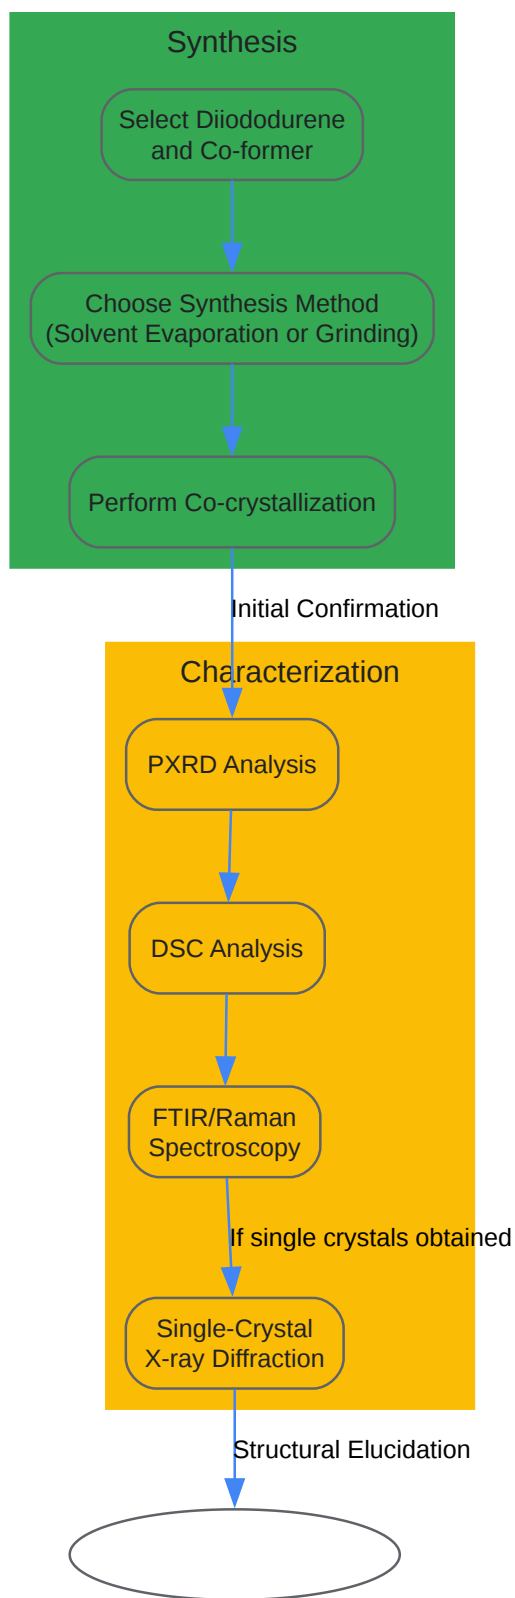 Synthesis
Select Diiododurene
and Co-former
Choose Synthesis Method
(Solvent Evaporation or Grinding)
Perform Co-crystallization
Initial Confirmation
Characterization
PXRD Analysis
DSC Analysis
FTIR/Raman
Spectroscopy
If single crystals obtained
Single-Crystal
X-ray Diffraction
Structural Elucidation